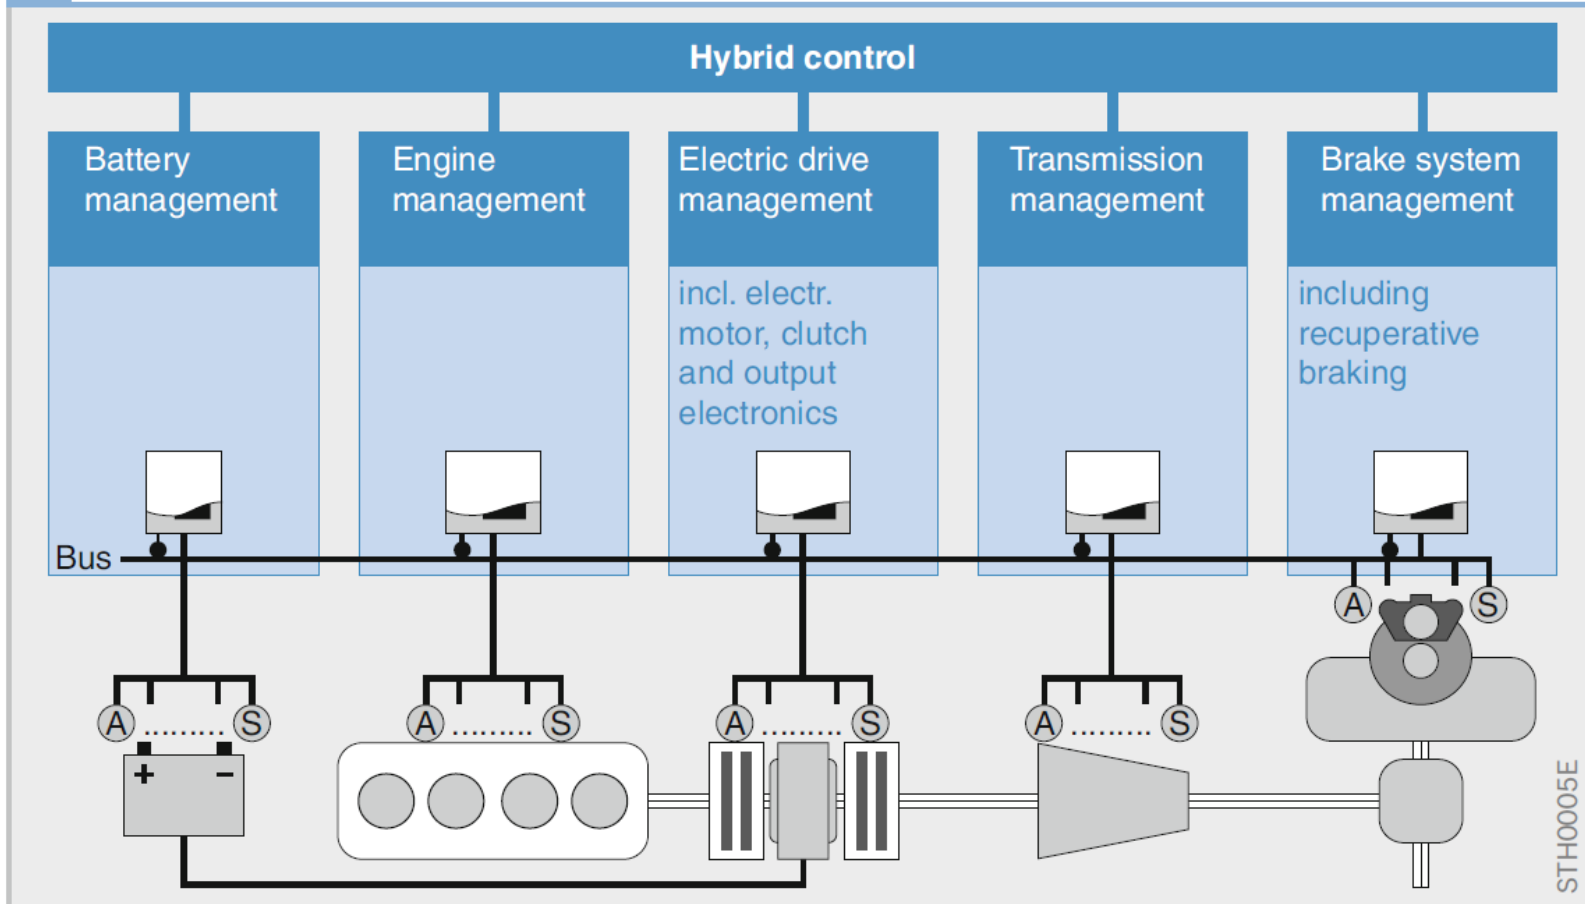 Hybrid control
Battery
management
Engine
management
Electric drive
management
Transmission
management
Brake system
management
incl. electr.
motor, clutch
and output
electronics
including
recuperative
braking
Bus
A
S
A ......... S
A ......... S
A ......... S
A ......... S
+ –
STH0005E